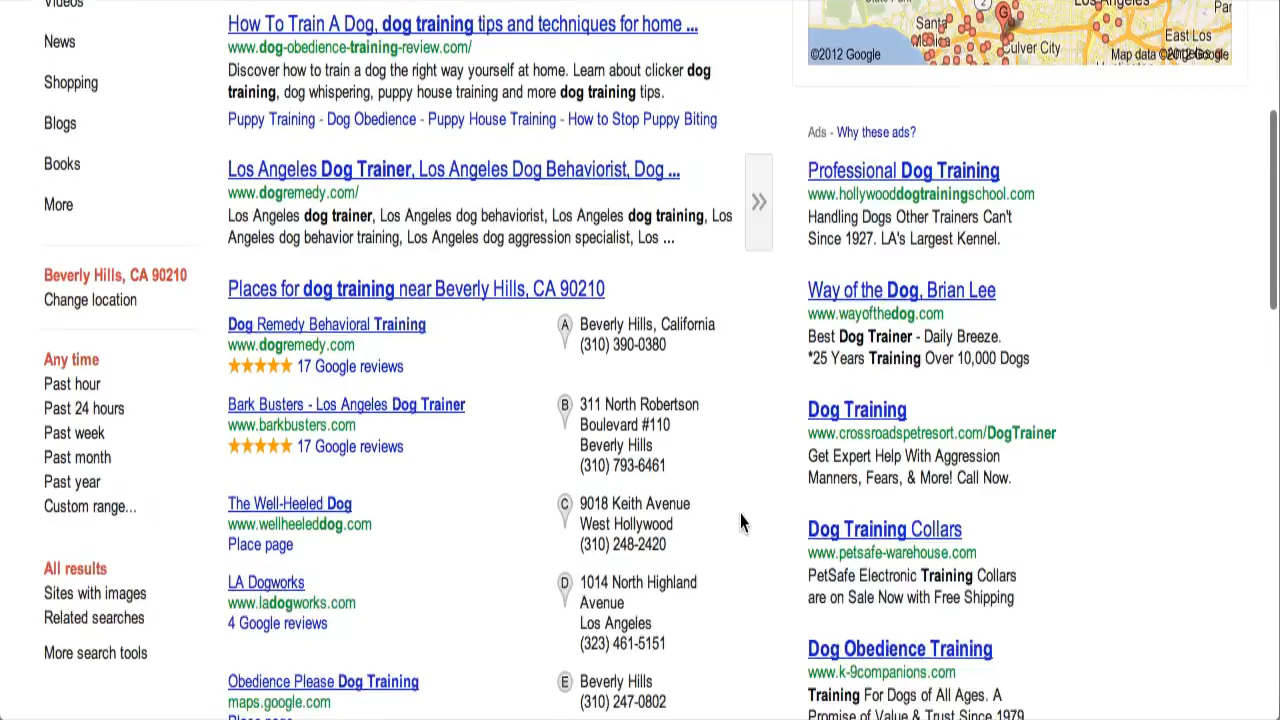 Videos
News
Shopping
Blogs
Books
More
Beverly Hills, CA 90210
Change location
Any time
Past hour
Past 24 hours
Past week
Past month
Past year
Custom range...
All results
Sites with images
Related searches
More search tools
How To Train A Dog, dog training tips and techniques for home ...
www.dog-obedience-training-review.com/
Discover how to train a dog the right way yourself at home. Learn about clicker dog
training, dog whispering, puppy house training and more dog training tips.
Puppy Training - Dog Obedience - Puppy House Training - How to Stop Puppy Biting
Los Angeles Dog Trainer, Los Angeles Dog Behaviorist, Dog ...
www.dogremedy.com/
Los Angeles dog trainer, Los Angeles dog behaviorist, Los Angeles dog training, Los
Angeles dog behavior training, Los Angeles dog aggression specialist, Los ...
»
Places for dog training near Beverly Hills, CA 90210
Dog Remedy Behavioral Training
www.dogremedy.com
17 Google reviews
A
Beverly Hills, California
(310) 390-0380
Bark Busters - Los Angeles Dog Trainer
www.barkbusters.com
17 Google reviews
B
311 North Robertson
Boulevard #110
Beverly Hills
(310) 793-6461
The Well-Heeled Dog
www.wellheeleddog.com
Place page
C
9018 Keith Avenue
West Hollywood
(310) 248-2420
LA Dogworks
www.ladogworks.com
4 Google reviews
D
1014 North Highland
Avenue
Los Angeles
(323) 461-5151
Obedience Please Dog Training
maps.google.com
Place page
E
Beverly Hills
(310) 247-0802
2
G
Los Angeles
Santa
Monica
Culver City
East Los
©2012 Google
Map data ©2012 Google
Ads - Why these ads?
Professional Dog Training
www.hollywooddogtrainingschool.com
Handling Dogs Other Trainers Can't
Since 1927. LA's Largest Kennel.
Way of the Dog, Brian Lee
www.wayofthedog.com
Best Dog Trainer - Daily Breeze.
*25 Years Training Over 10,000 Dogs
Dog Training
www.crossroadspetresort.com/DogTrainer
Get Expert Help With Aggression
Manners, Fears, & More! Call Now.
Dog Training Collars
www.petsafe-warehouse.com
PetSafe Electronic Training Collars
are on Sale Now with Free Shipping
Dog Obedience Training
www.k-9companions.com
Training For Dogs of All Ages. A
Promise of Value & Trust Since 1979